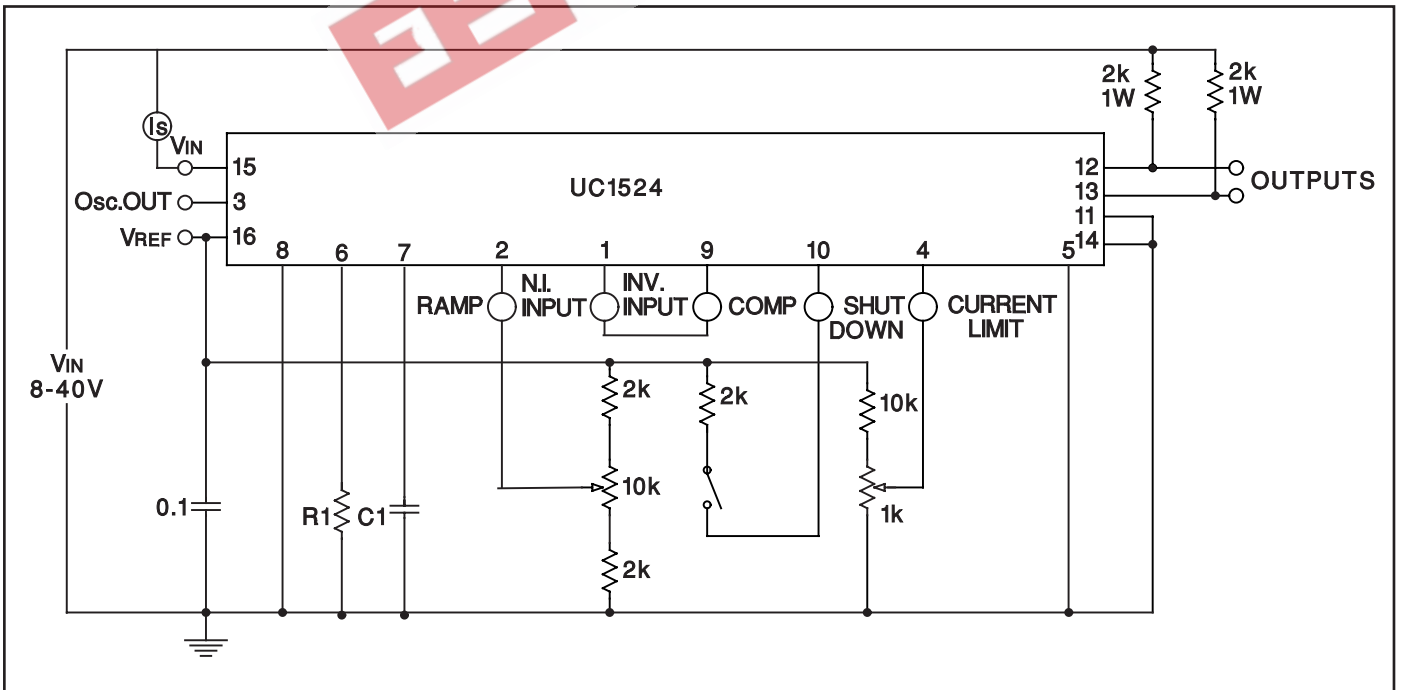 2k
1W
2k
1W
Is
VIN
15
UC1524
12
OUTPUTS
Osc.OUT
3
13
VREF
16
11
14
8
6
7
2
1
9
10
4
5
RAMP
N.I.
INPUT
INV.
INPUT
COMP
SHUT
DOWN
CURRENT
LIMIT
VIN
8-40V
2k
2k
10k
0.1
R1
C1
10k
1k
2k